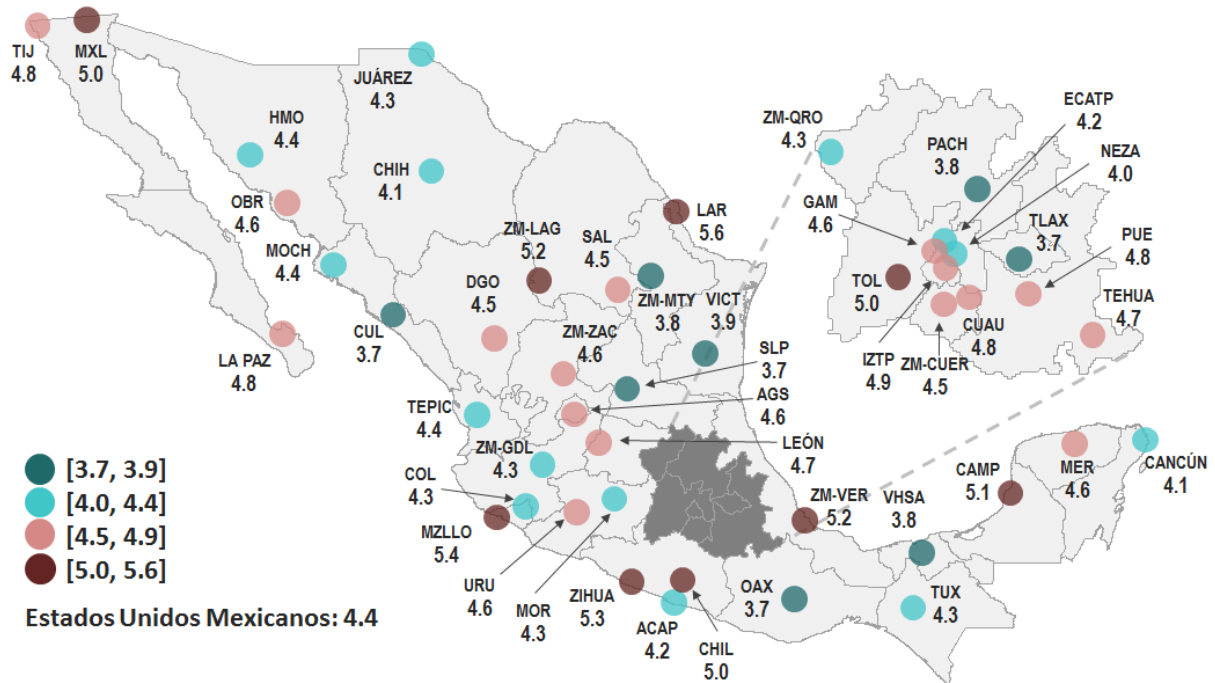 TIJ
4.8
MXL
5.0
JUÁREZ
4.3
HMO
4.4
CHIH
4.1
OBR
4.6
MOCH
4.4
LA PAZ
4.8
CUL
3.7
DGO
4.5
ZM-LAG
5.2
SAL
4.5
LAR
5.6
ZM-MTY
3.8
VICT
3.9
ZM-ZAC
4.6
SLP
3.7
AGS
4.6
LEÓN
4.7
TEPIC
4.4
ZM-GDL
4.3
COL
4.3
MZLLO
5.4
URU
4.6
MOR
4.3
ZIHUA
5.3
ACAP
4.2
CHIL
5.0
OAX
3.7
ZM-VER
5.2
VHSA
3.8
TUX
4.3
CAMP
5.1
MER
4.6
CANCÚN
4.1
ZM-QRO
4.3
PACH
3.8
ECATP
4.2
NEZA
4.0
GAM
4.6
TLAX
3.7
PUE
4.8
TOL
5.0
TEHUA
4.7
CUAU
4.8
IZTP
4.9
ZM-CUER
4.5
[3.7, 3.9]
[4.0, 4.4]
[4.5, 4.9]
[5.0, 5.6]
Estados Unidos Mexicanos: 4.4